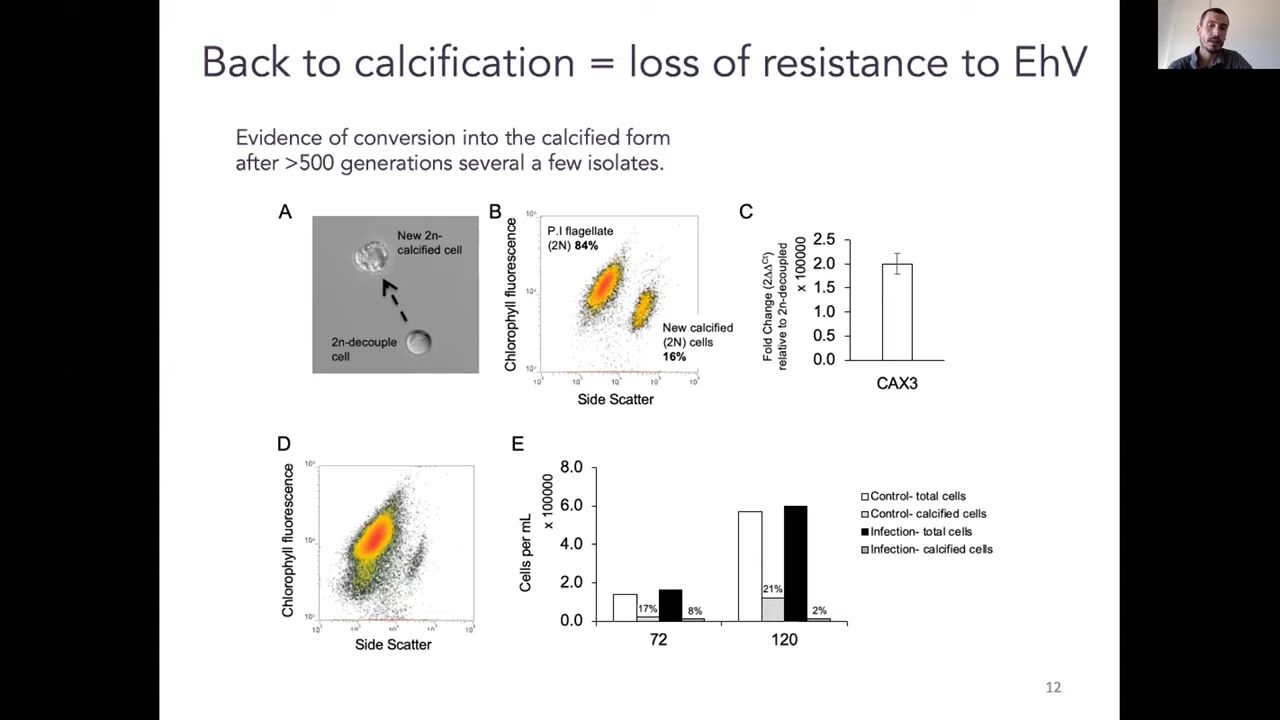 Back to calcification = loss of resistance to EhV
Evidence of conversion into the calcified form
after >500 generations several a few isolates.
A
New 2n-
calcified cell
2n-decouple
cell
B
Chlorophyll fluorescence
P.I flagellate
(2N) 84%
New calcified
(2N) cells
16%
Side Scatter
C
Fold Change (2ΔΔCt)
relative to 2n-decoupled
x 100000
2.5
2.0
1.5
1.0
0.5
0.0
CAX3
D
Chlorophyll fluorescence
Side Scatter
E
Cells per mL
x 100000
8.0
6.0
4.0
2.0
0.0
17%
8%
21%
2%
72
120
Control- total cells
Control- calcified cells
Infection- total cells
Infection- calcified cells
12